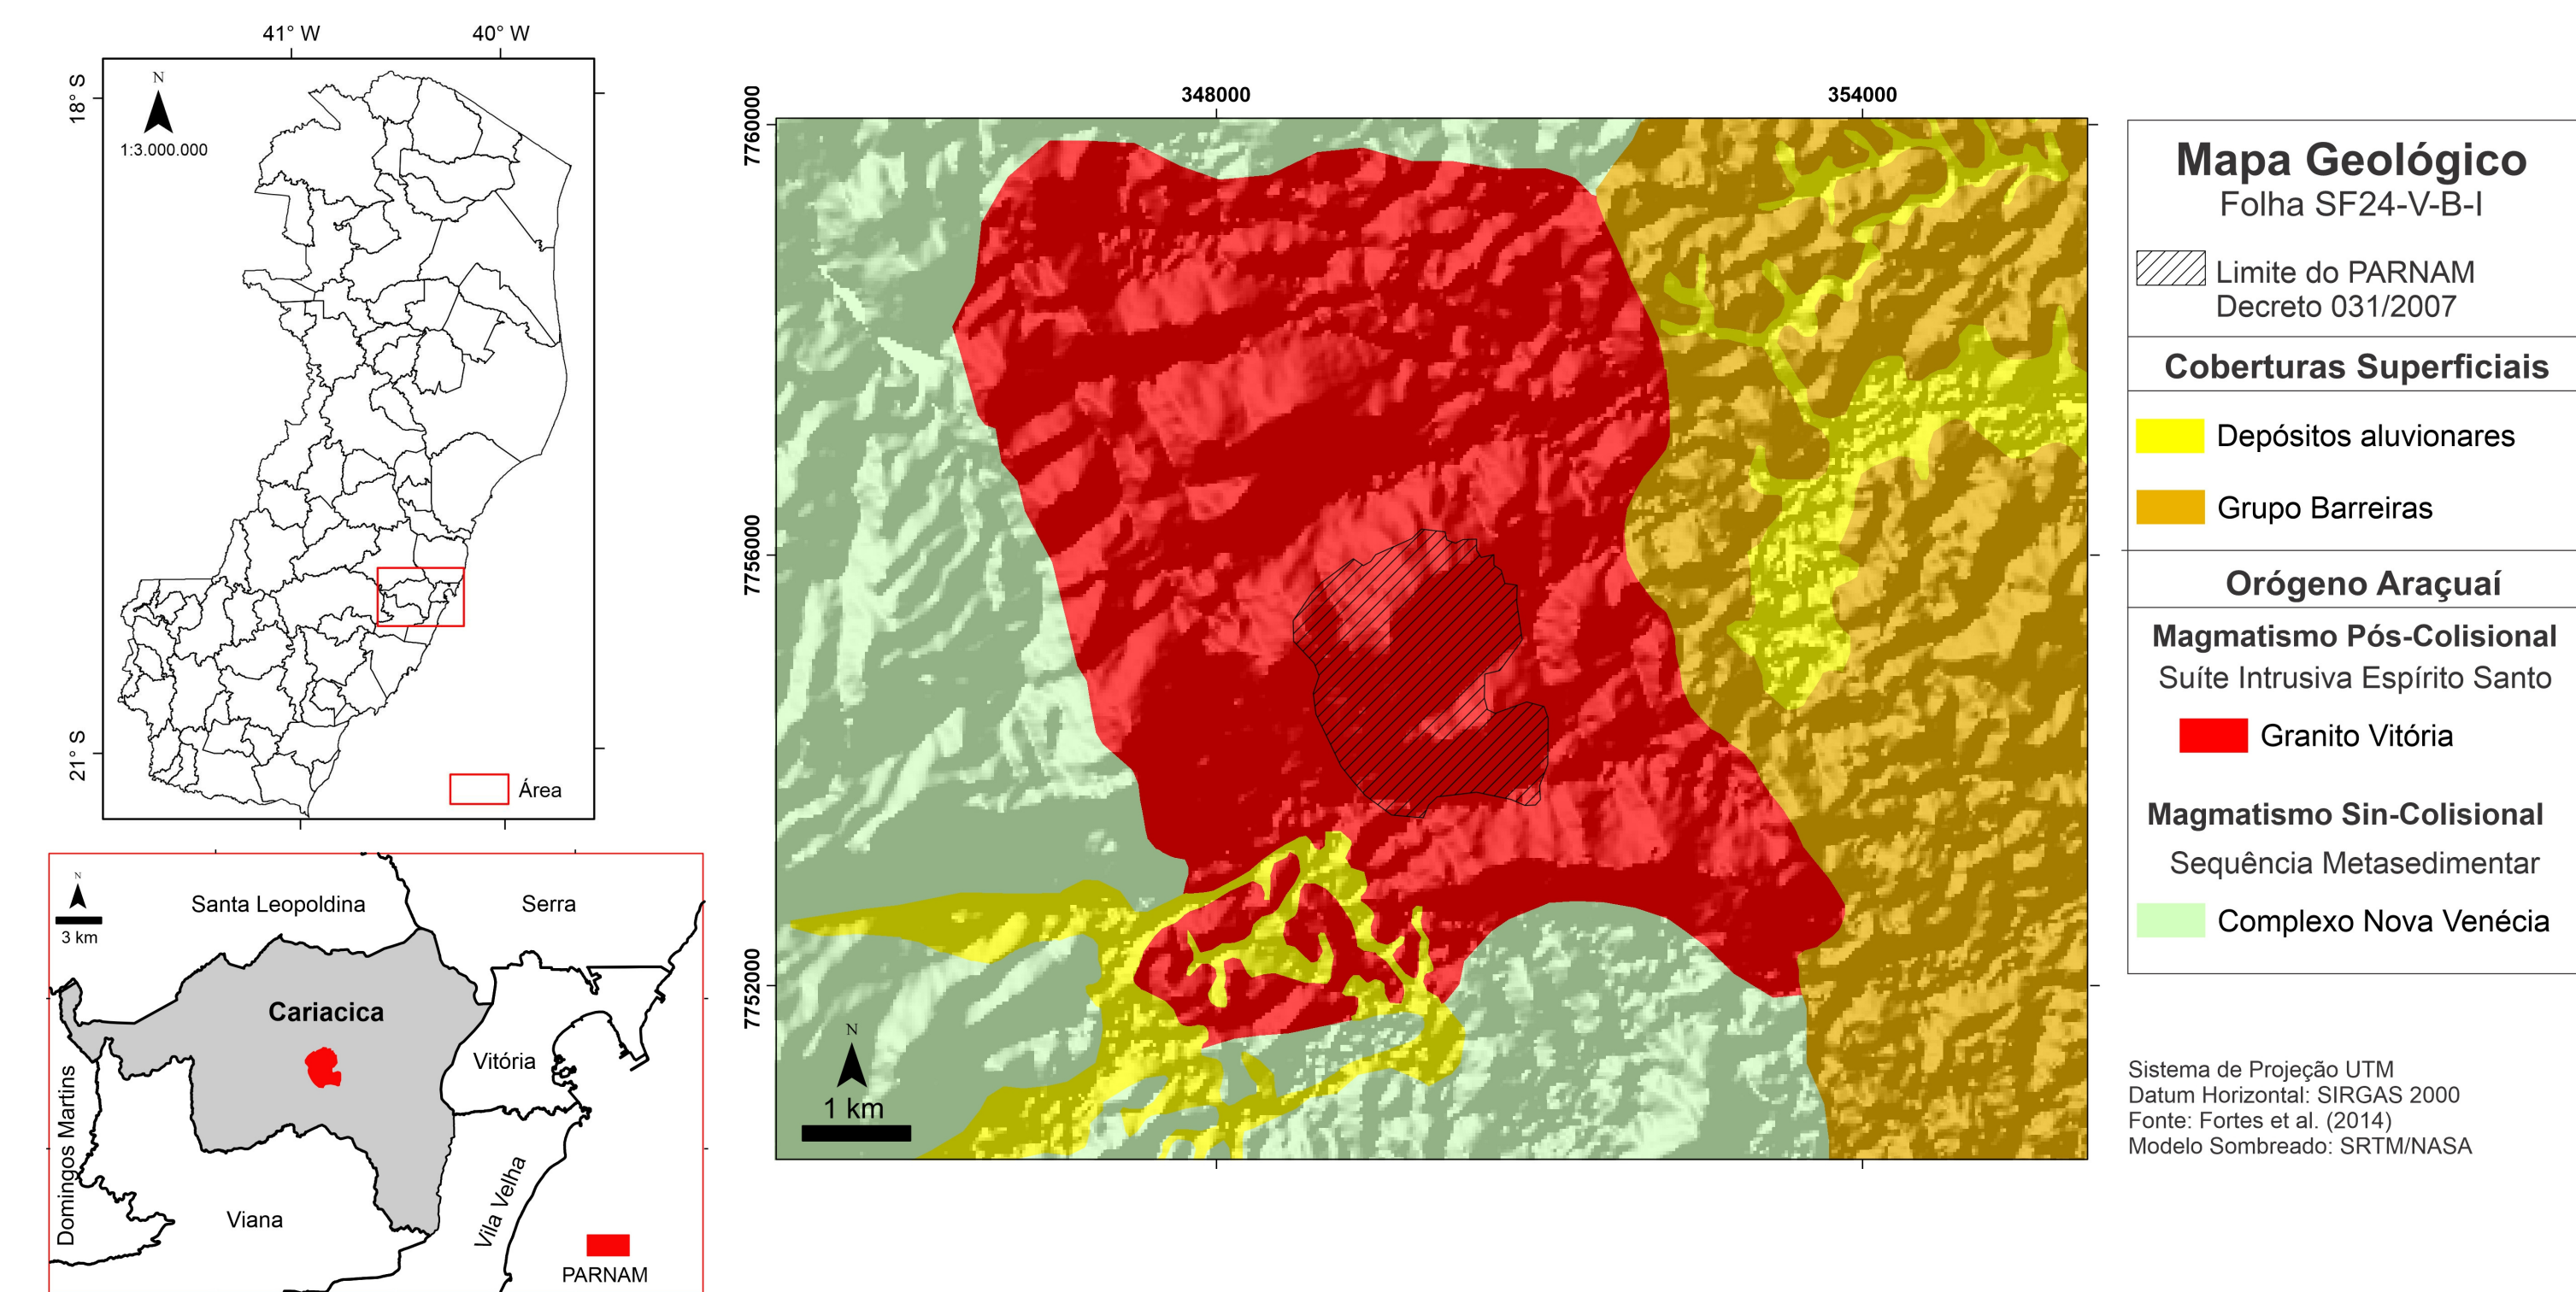 41° W
40° W
18° S
N
1:3.000.000
21° S
Área
N
3 km
Santa Leopoldina
Serra
Cariacica
Vitória
Domingos Martins
Viana
Vila Velha
PARNAM
348000
354000
7760000
7756000
7752000
N
1 km
Mapa Geológico
Folha SF24-V-B-I
Limite do PARNAM
Decreto 031/2007
Coberturas Superficiais
Depósitos aluvionares
Grupo Barreiras
Orógeno Araçuaí
Magmatismo Pós-Colisional
Suíte Intrusiva Espírito Santo
Granito Vitória
Magmatismo Sin-Colisional
Sequência Metasedimentar
Complexo Nova Venécia
Sistema de Projeção UTM
Datum Horizontal: SIRGAS 2000
Fonte: Fortes et al. (2014)
Modelo Sombreado: SRTM/NASA